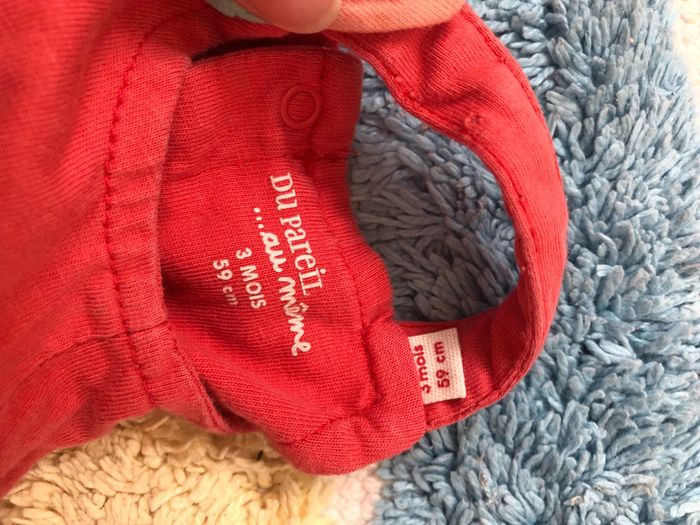 DU PareiL
...au même
3 MOIS
59 cm
3 mois
59 cm